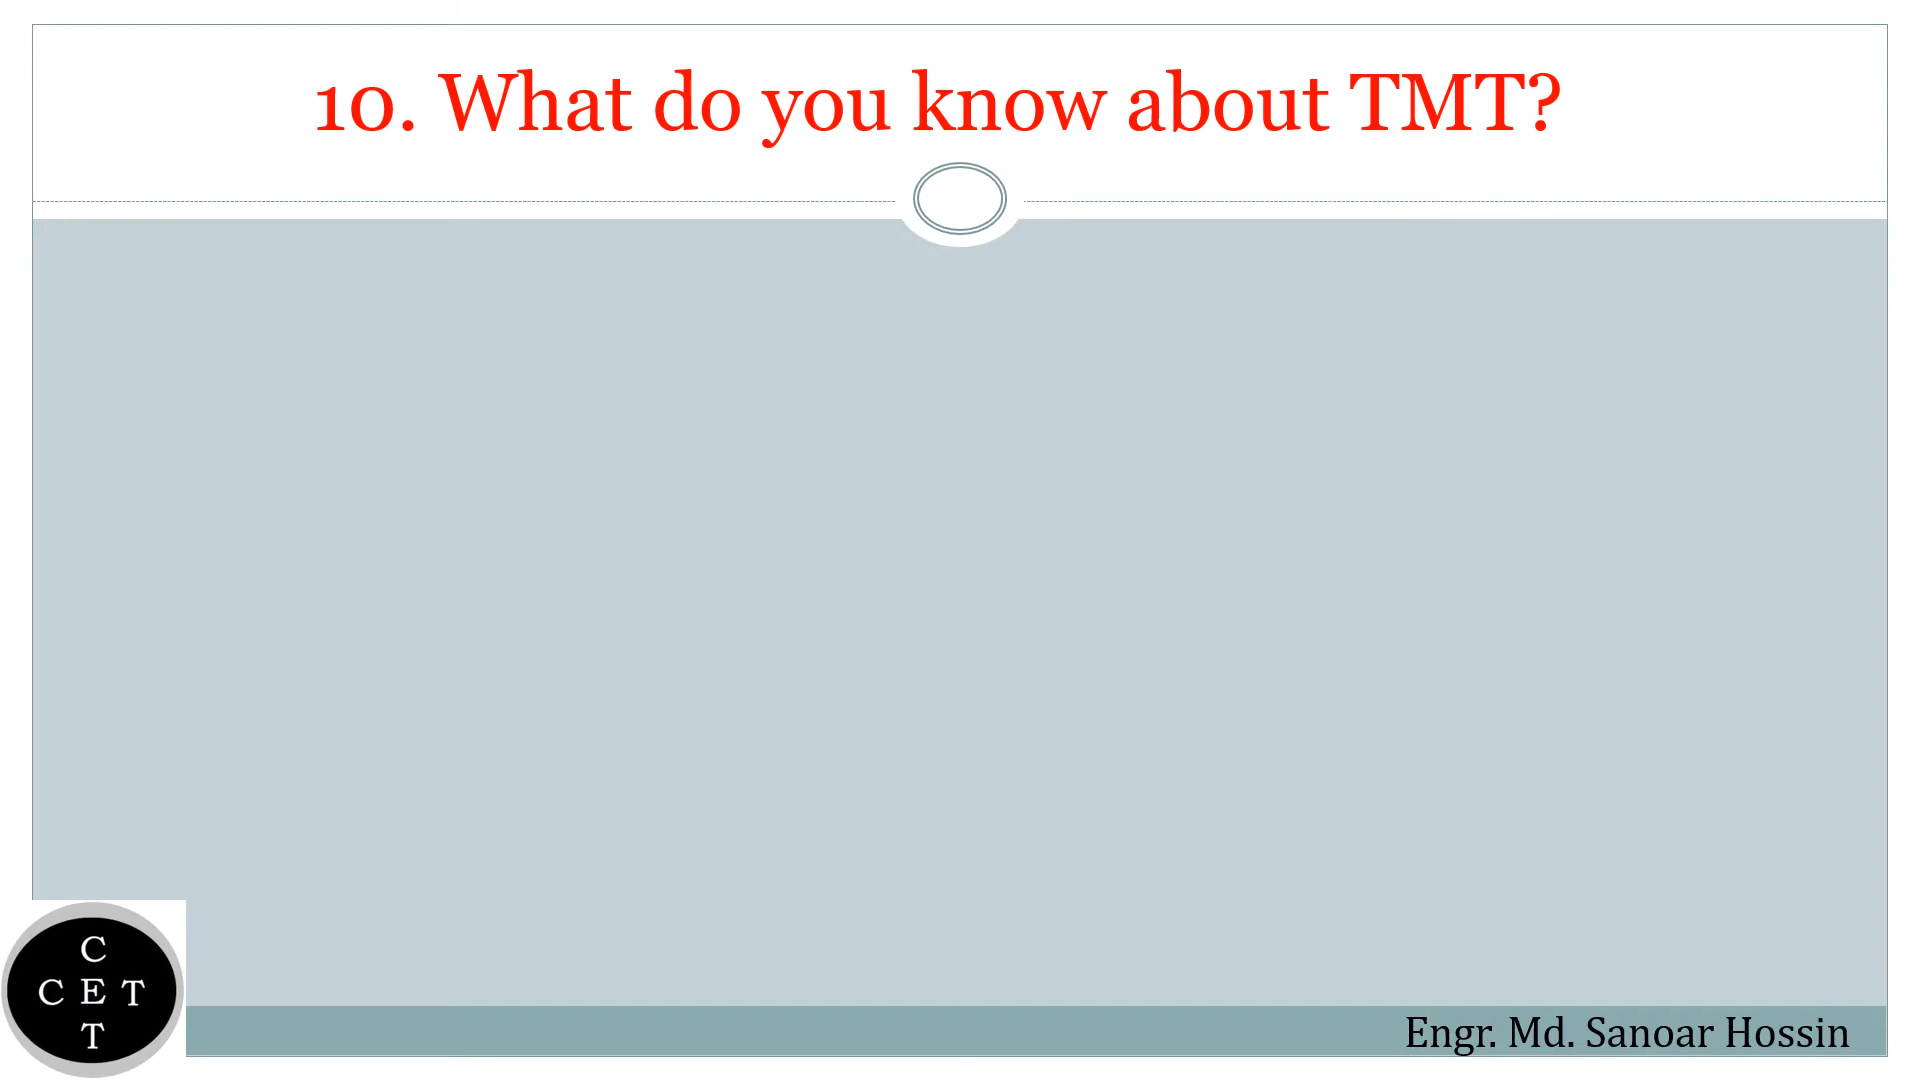 10. What do you know about TMT?
C
C E T
T
Engr. Md. Sanoar Hossin